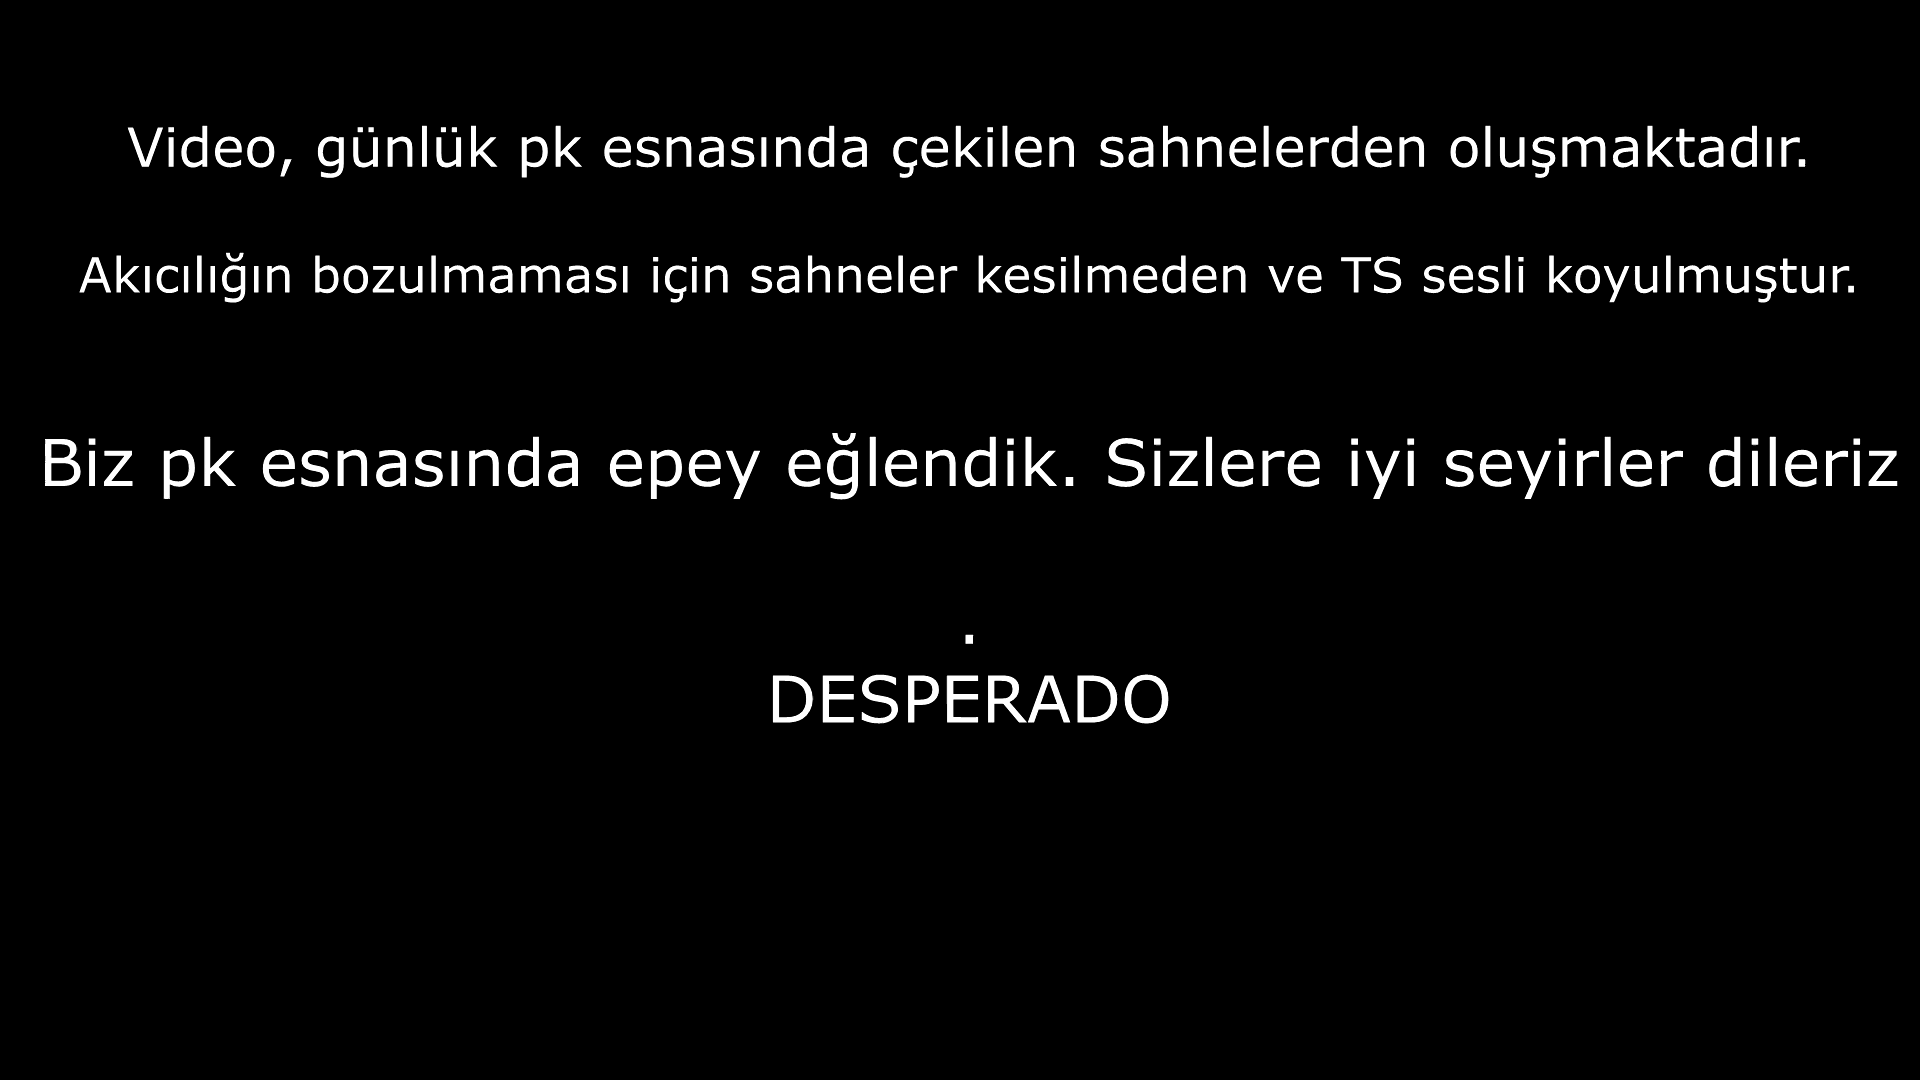 Video, günlük pk esnasında çekilen sahnelerden oluşmaktadır.
Akıcılığın bozulmaması için sahneler kesilmeden ve TS sesli koyulmuştur.
Biz pk esnasında epey eğlendik. Sizlere iyi seyirler dileriz
.
DESPERADO